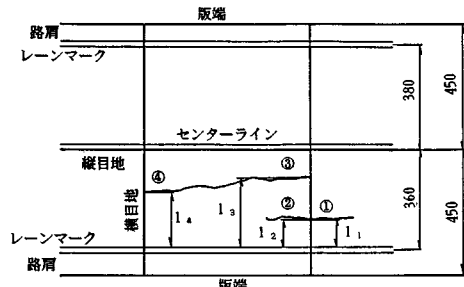 版端
路肩
レーンマーク
380
450
センターライン
縦目地
④
③
横目地
②
①
l₄
l₃
l₂
l₁
360
450
レーンマーク
路肩
版端